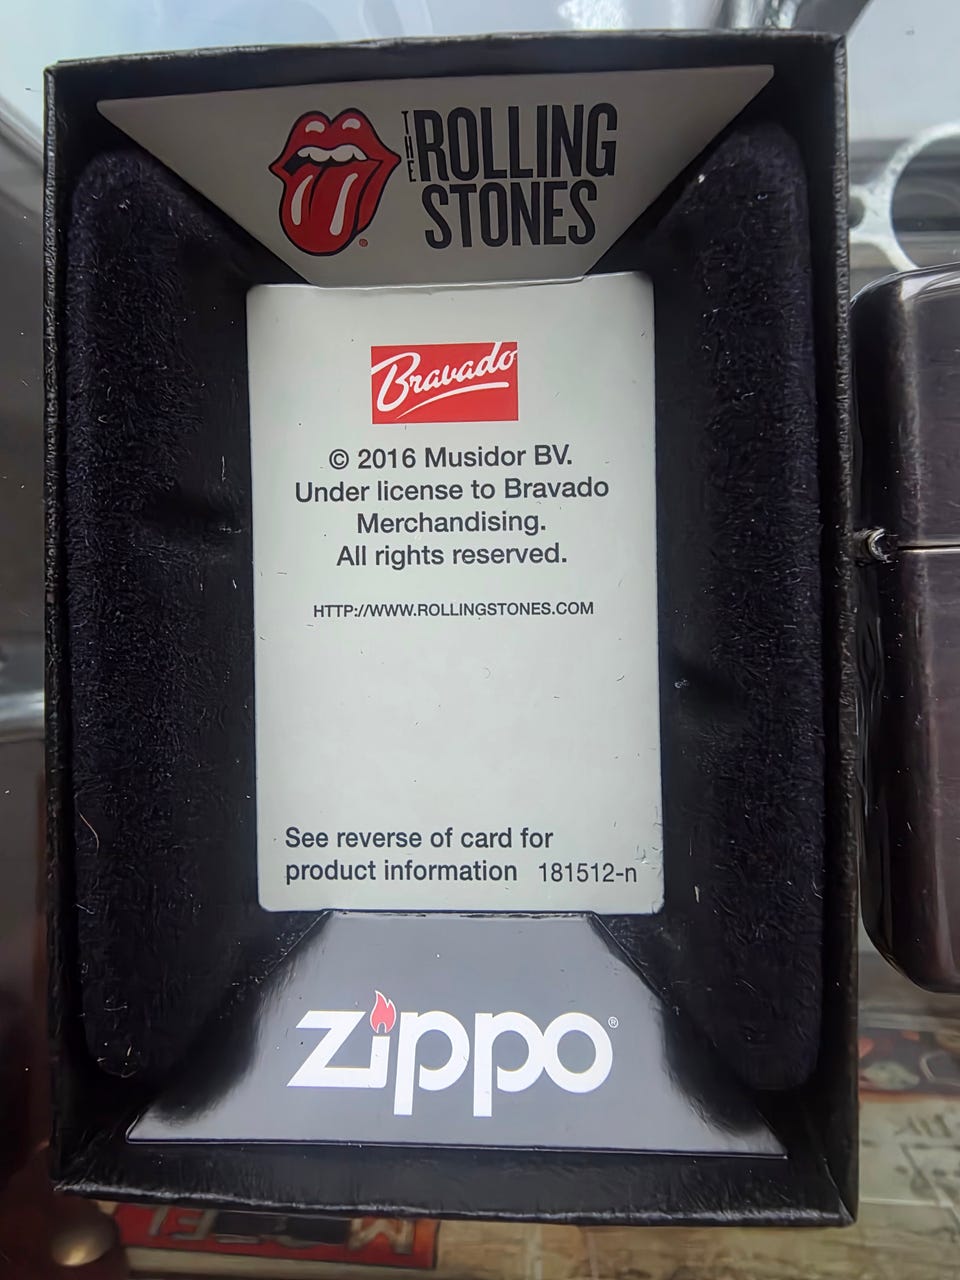 THE ROLLING
STONES
®
Bravado
© 2016 Musidor BV.
Under license to Bravado
Merchandising.
All rights reserved.
HTTP://WWW.ROLLINGSTONES.COM
See reverse of card for
product information 181512-n
zippo®